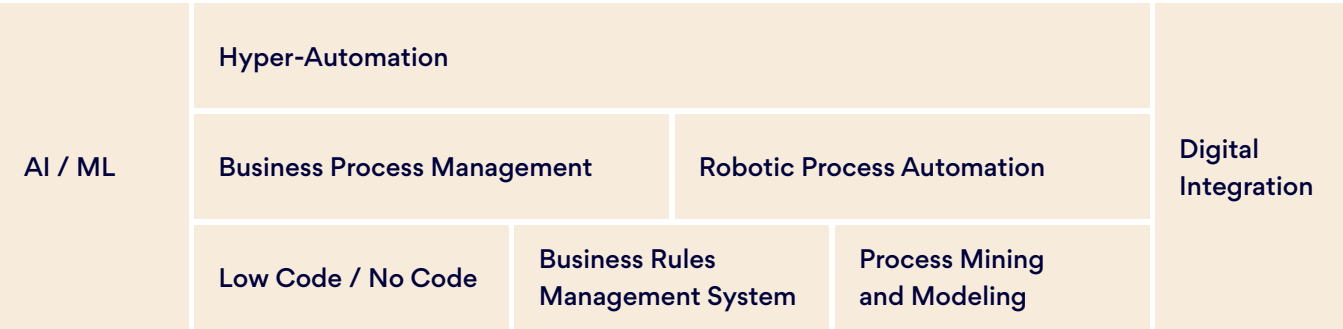 AI / ML
Hyper-Automation
Business Process Management
Robotic Process Automation
Low Code / No Code
Business Rules
Management System
Process Mining
and Modeling
Digital
Integration